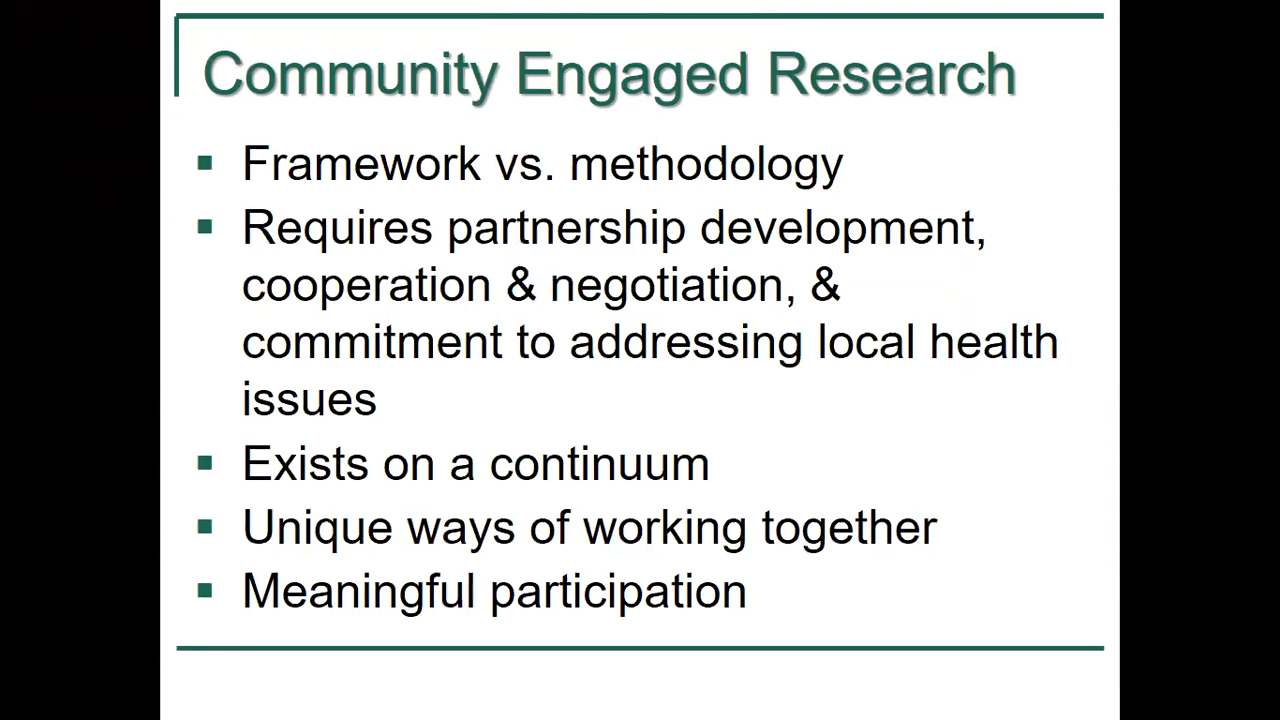 Community Engaged Research
▪ Framework vs. methodology
▪ Requires partnership development,
cooperation & negotiation, &
commitment to addressing local health
issues
▪ Exists on a continuum
▪ Unique ways of working together
▪ Meaningful participation